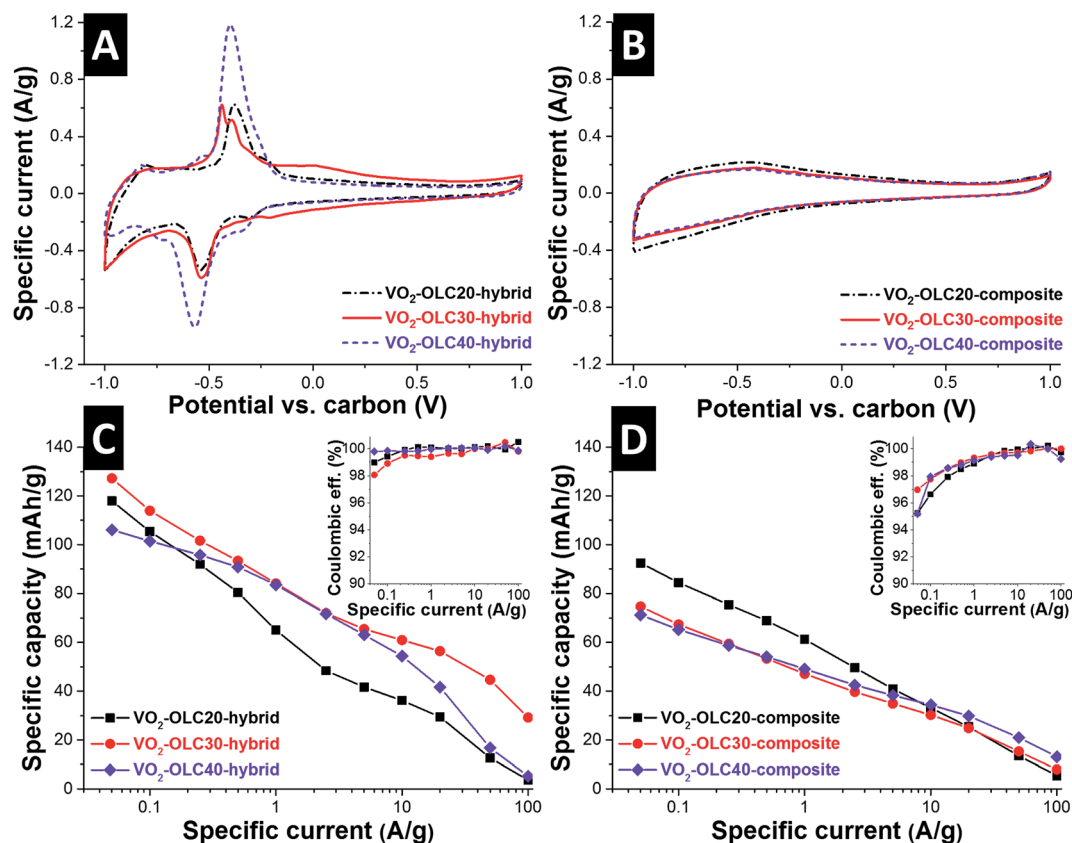 A
Specific current (A/g)
1.2
0.8
0.4
0.0
-0.4
-0.8
-1.2
VO2-OLC20-hybrid
VO2-OLC30-hybrid
VO2-OLC40-hybrid
-1.0 -0.5 0.0 0.5 1.0
Potential vs. carbon (V)
B
Specific current (A/g)
1.2
0.8
0.4
0.0
-0.4
-0.8
-1.2
VO2-OLC20-composite
VO2-OLC30-composite
VO2-OLC40-composite
-1.0 -0.5 0.0 0.5 1.0
Potential vs. carbon (V)
C
Specific capacity (mAh/g)
140
120
100
80
60
40
20
0
Coulombic eff. (%)
100
98
96
94
92
90
0.1 1 10 100
Specific current (A/g)
VO2-OLC20-hybrid
VO2-OLC30-hybrid
VO2-OLC40-hybrid
0.1 1 10 100
Specific current (A/g)
D
Specific capacity (mAh/g)
140
120
100
80
60
40
20
0
Coulombic eff. (%)
100
98
96
94
92
90
0.1 1 10 100
Specific current (A/g)
VO2-OLC20-composite
VO2-OLC30-composite
VO2-OLC40-composite
0.1 1 10 100
Specific current (A/g)